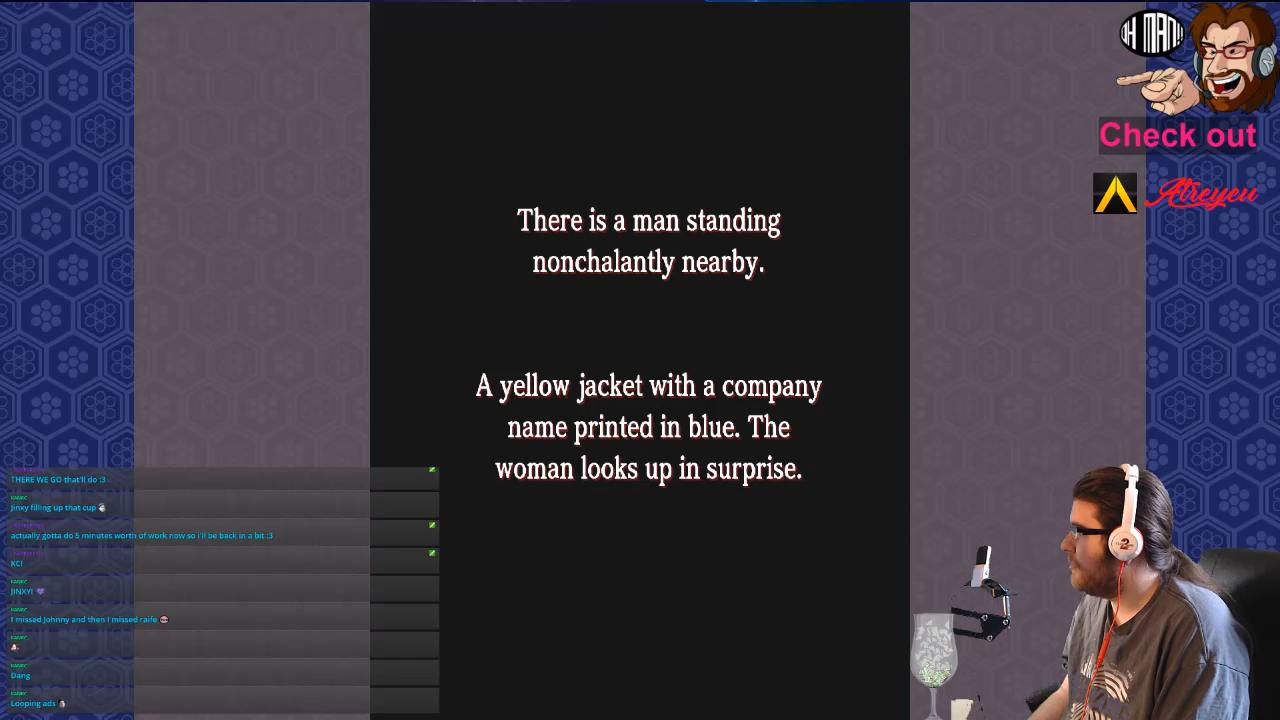 OH MAN!!
Check out
Atreyeu
There is a man standing
nonchalantly nearby.
A yellow jacket with a company
name printed in blue. The
woman looks up in surprise.
THERE WE GO that'll do :3
Jinxy filling up that cup
actually gotta do 5 minutes worth of work now so i'll be back in a bit :3
KC!
JINXY!
I missed Johnny and then I missed raife
Dang
Looping ads